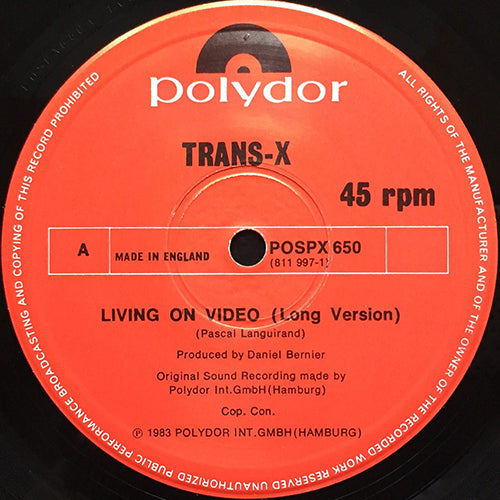 polydor
TRANS-X
45 rpm
A
MADE IN ENGLAND
POSPX 650
(811 997-1)
LIVING ON VIDEO (Long Version)
(Pascal Languirand)
Produced by Daniel Bernier
Original Sound Recording made by
Polydor Int.GmbH(Hamburg)
Cop. Con.
Ⓟ 1983 POLYDOR INT.GMBH(HAMBURG)
ALL RIGHTS OF THE MANUFACTURER AND OF THE OWNER OF THE RECORDED WORK RESERVED UNAUTHORIZED PUBLIC PERFORMANCE BROADCASTING AND COPYING OF THIS RECORD PROHIBITED